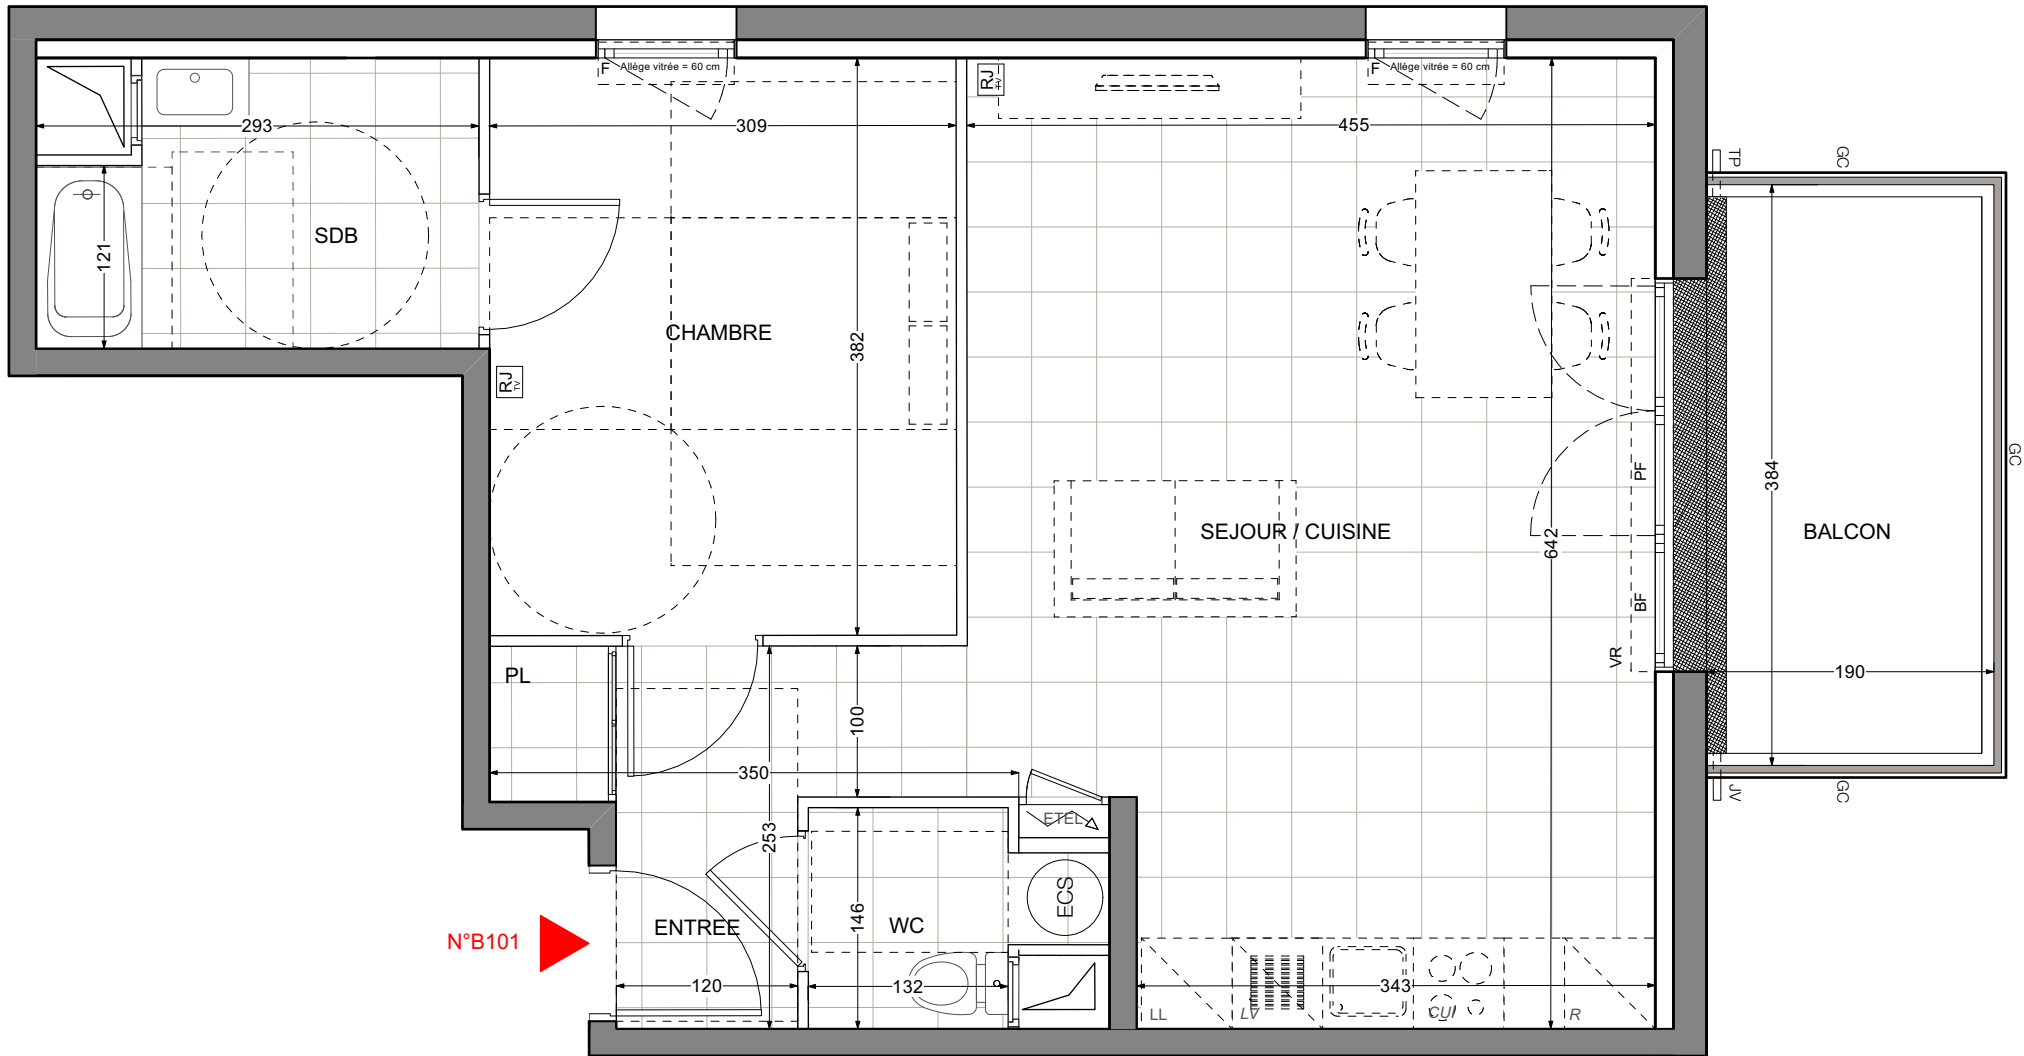 F Allège vitrée = 60 cm
F Allège vitrée = 60 cm
RJ
TV
293
309
455
TP
GC
SDB
121
CHAMBRE
382
RJ
TV
384
GC
PF
SEJOUR / CUISINE
642
BALCON
BF
VR
190
PL
100
350
253
ETEL
JV
GC
ECS
146
WC
ENTREE
N°B101
120
132
343
LL
LV
CUI
R